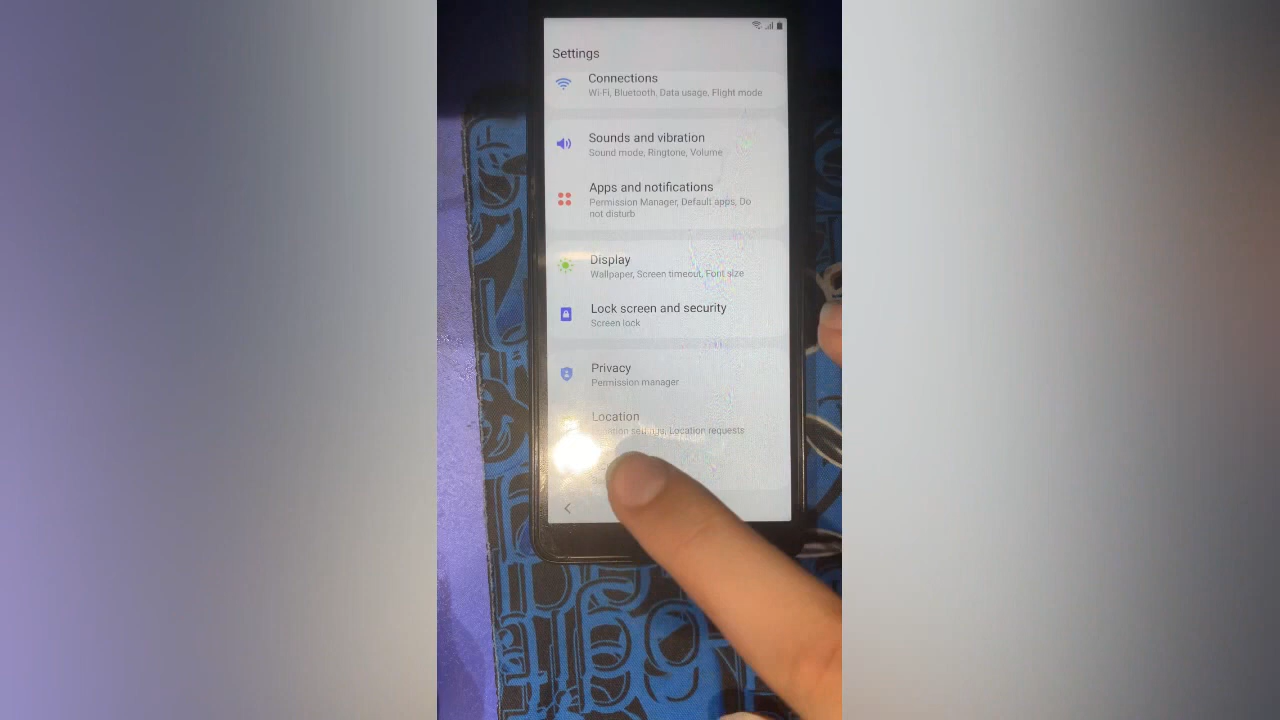 Settings
Connections
Wi-Fi, Bluetooth, Data usage, Flight mode
Sounds and vibration
Sound mode, Ringtone, Volume
Apps and notifications
Permission Manager, Default apps, Do
not disturb
Display
Wallpaper, Screen timeout, Font size
Lock screen and security
Screen lock
Privacy
Permission manager
Location
Location requests